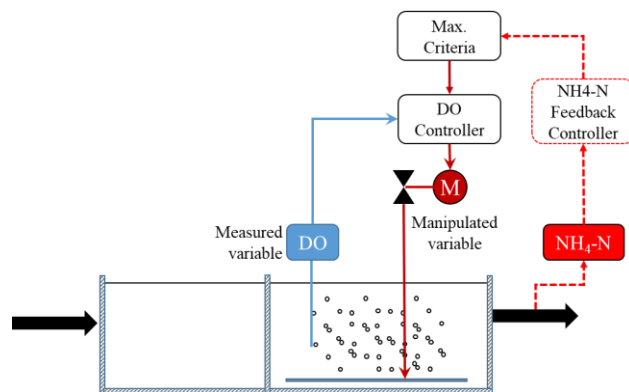 Max.
Criteria
NH4-N
Feedback
Controller
DO
Controller
M
Measured
variable
DO
Manipulated
variable
NH₄-N